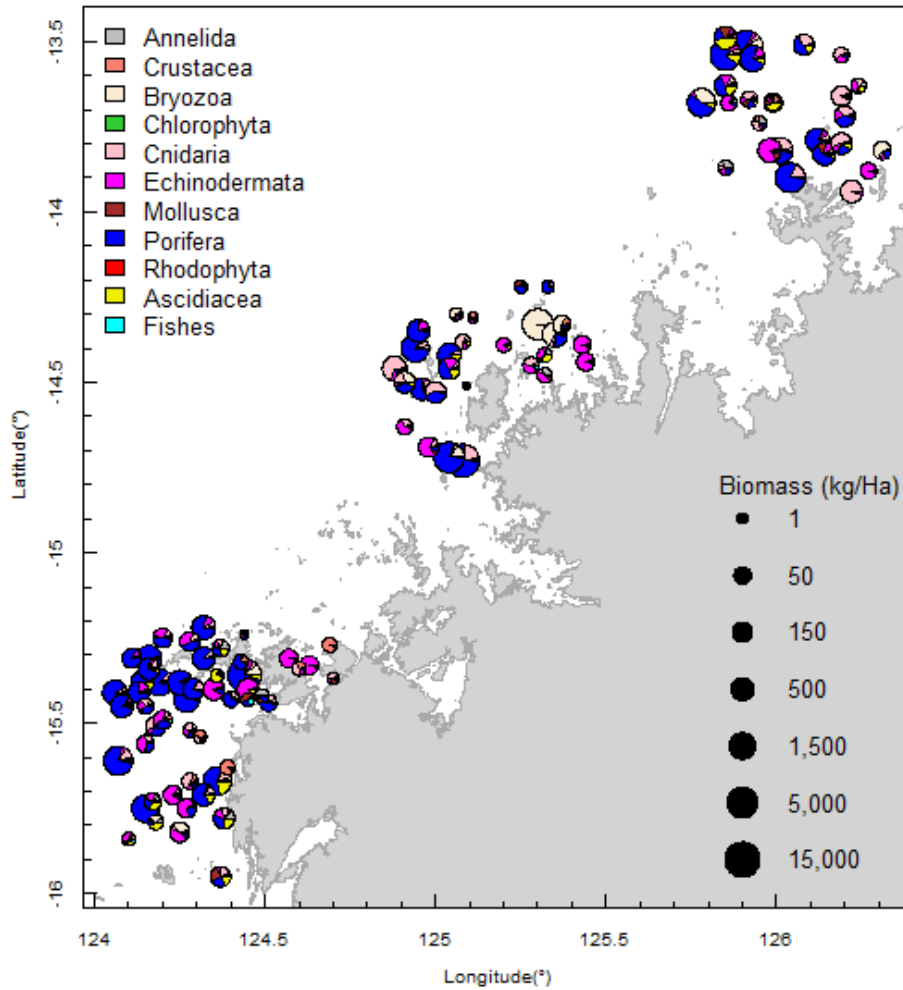 Annelida
Crustacea
Bryozoa
Chlorophyta
Cnidaria
Echinodermata
Mollusca
Porifera
Rhodophyta
Ascidiacea
Fishes
-13.5
-14
-14.5
-15
-15.5
-16
Latitude(°)
Biomass (kg/Ha)
1
50
150
500
1,500
5,000
15,000
124
124.5
125
125.5
126
Longitude(°)